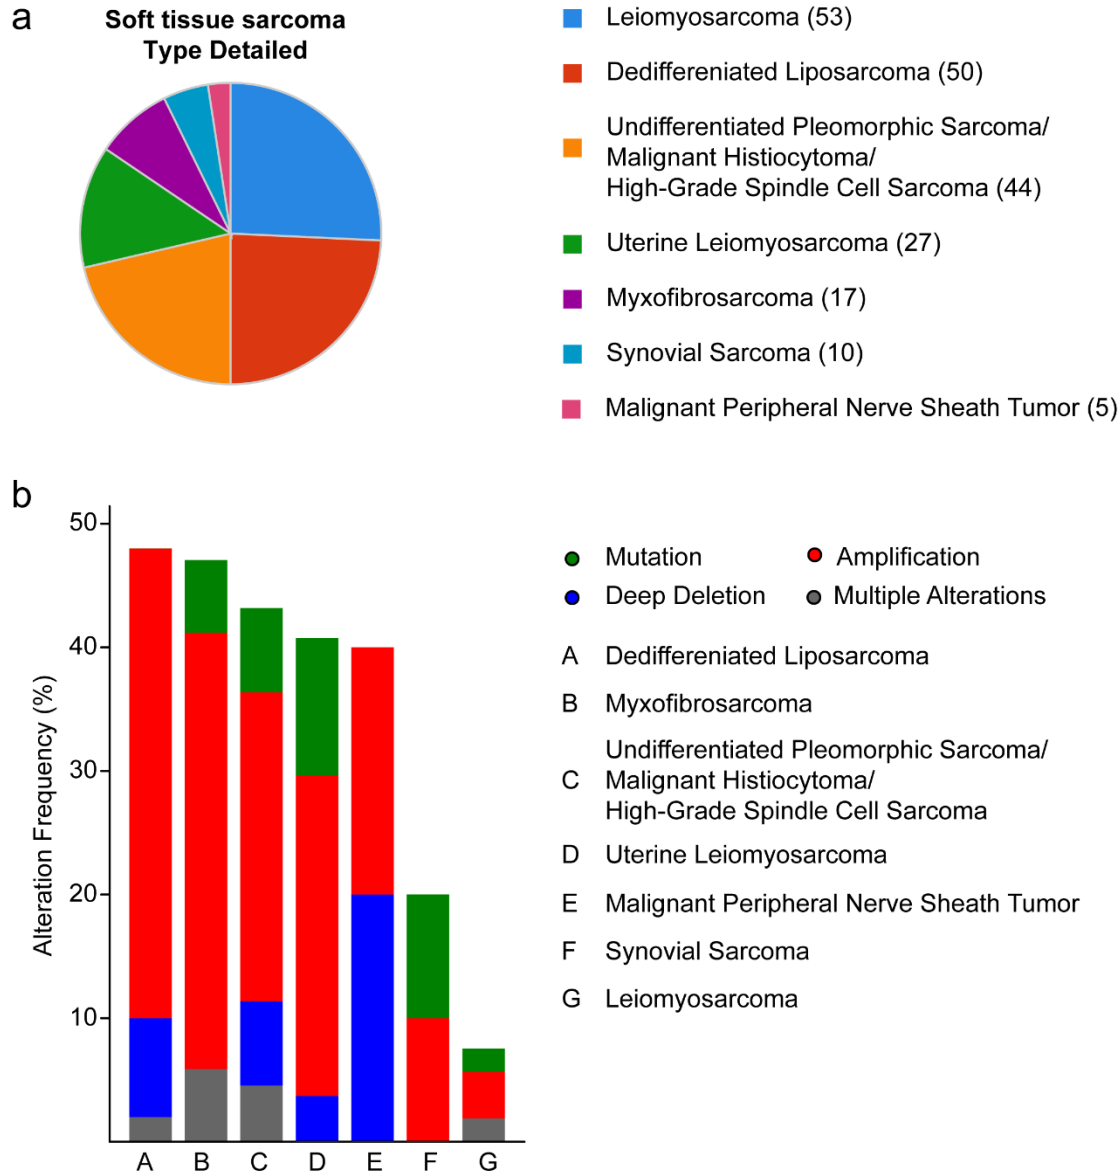 a
Soft tissue sarcoma
Type Detailed
Leiomyosarcoma (53)
Dediffereniated Liposarcoma (50)
Undifferentiated Pleomorphic Sarcoma/
Malignant Histiocytoma/
High-Grade Spindle Cell Sarcoma (44)
Uterine Leiomyosarcoma (27)
Myxofibrosarcoma (17)
Synovial Sarcoma (10)
Malignant Peripheral Nerve Sheath Tumor (5)
b
Alteration Frequency (%)
50
40
30
20
10
A B C D E F G
Mutation
Amplification
Deep Deletion
Multiple Alterations
A Dediffereniated Liposarcoma
B Myxofibrosarcoma
Undifferentiated Pleomorphic Sarcoma/
C Malignant Histiocytoma/
High-Grade Spindle Cell Sarcoma
D Uterine Leiomyosarcoma
E Malignant Peripheral Nerve Sheath Tumor
F Synovial Sarcoma
G Leiomyosarcoma